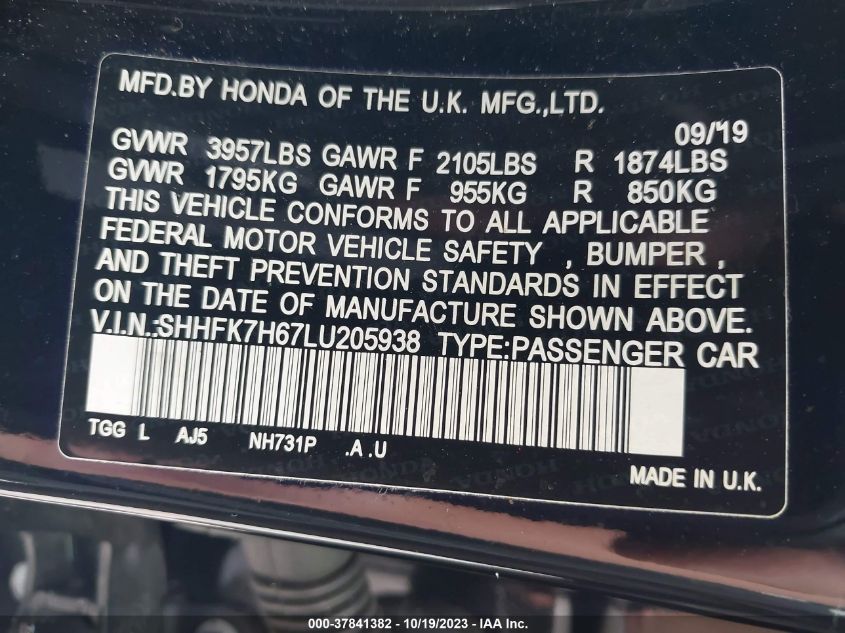 MFD.BY HONDA OF THE U.K. MFG.,LTD.
09/'19
GVWR 3957LBS GAWR F 2105LBS R 1874LBS
GVWR 1795KG GAWR F 955KG R 850KG
THIS VEHICLE CONFORMS TO ALL APPLICABLE
FEDERAL MOTOR VEHICLE SAFETY , BUMPER ,
AND THEFT PREVENTION STANDARDS IN EFFECT
ON THE DATE OF MANUFACTURE SHOWN ABOVE.
V.I.N.:SHHFK7H67LU205938 TYPE:PASSENGER CAR
TGG L AJ5 NH731P .A .U
MADE IN U.K.
000-37841382 - 10/19/2023 - IAA Inc.